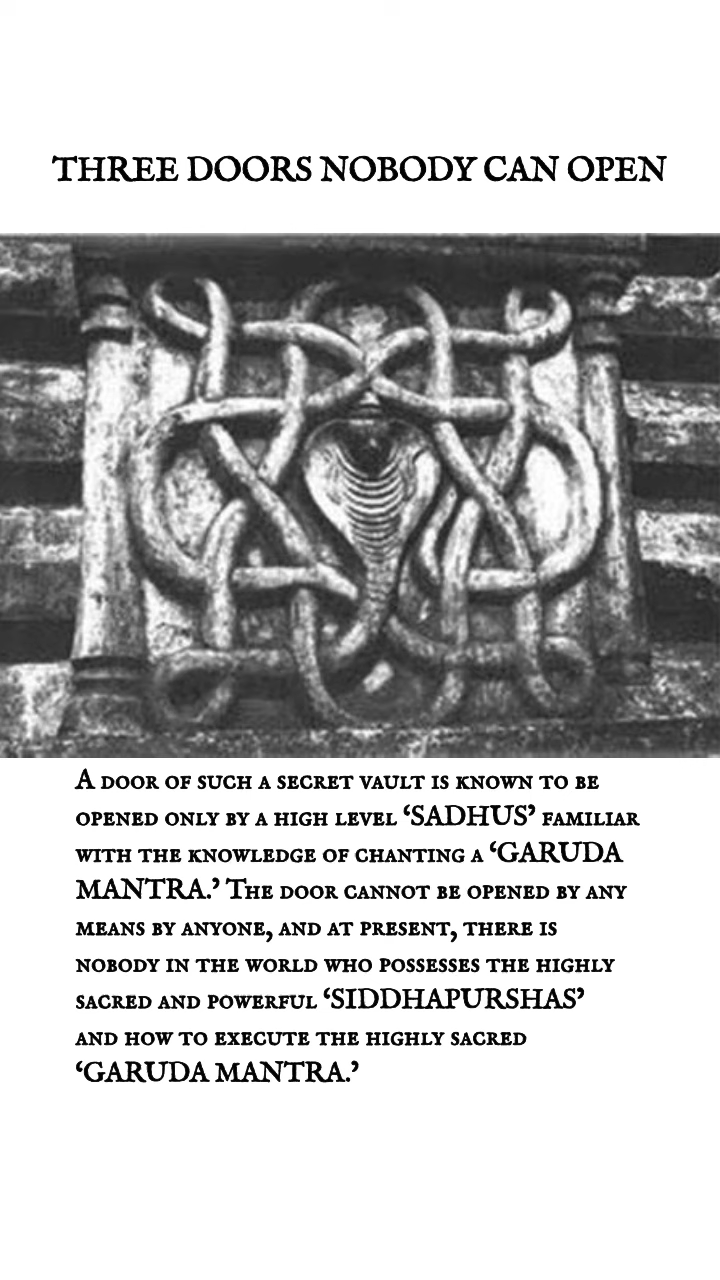 THREE DOORS NOBODY CAN OPEN
A DOOR OF SUCH A SECRET VAULT IS KNOWN TO BE
OPENED ONLY BY A HIGH LEVEL ‘SADHUS’ FAMILIAR
WITH THE KNOWLEDGE OF CHANTING A ‘GARUDA
MANTRA.’ THE DOOR CANNOT BE OPENED BY ANY
MEANS BY ANYONE, AND AT PRESENT, THERE IS
NOBODY IN THE WORLD WHO POSSESSES THE HIGHLY
SACRED AND POWERFUL ‘SIDDHAPURSHAS’
AND HOW TO EXECUTE THE HIGHLY SACRED
‘GARUDA MANTRA.’